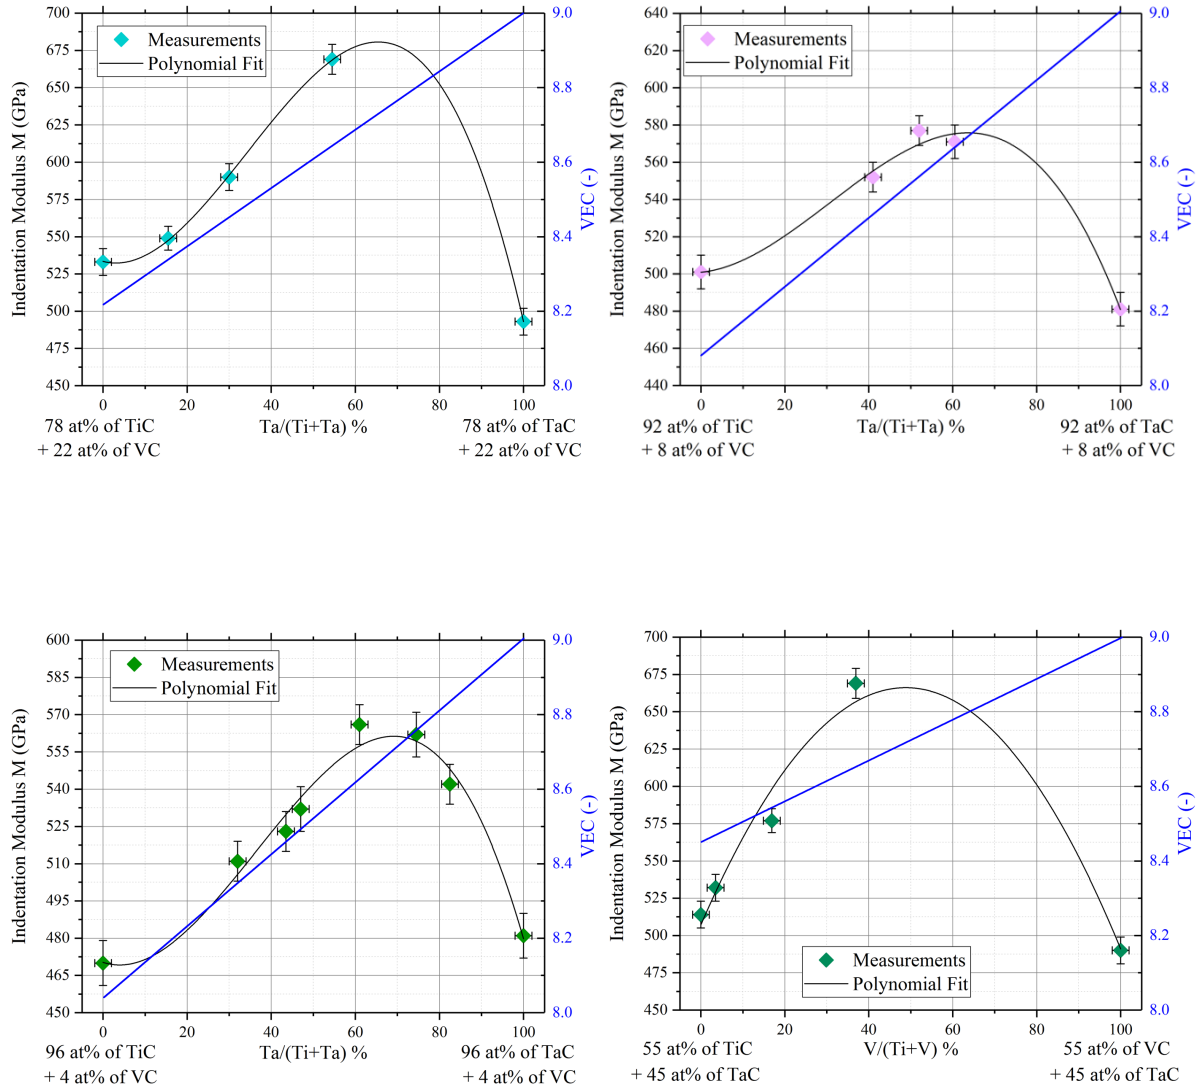 700
675
650
625
600
575
550
525
500
475
450
Indentation Modulus M (GPa)
Measurements
Polynomial Fit
9.0
8.8
8.6
8.4
8.2
8.0
VEC (-)
0 20 40 60 80 100
78 at% of TiC Ta/(Ti+Ta) % 78 at% of TaC
+ 22 at% of VC + 22 at% of VC
640
620
600
580
560
540
520
500
480
460
440
Indentation Modulus M (GPa)
Measurements
Polynomial Fit
9.0
8.8
8.6
8.4
8.2
8.0
VEC (-)
0 20 40 60 80 100
92 at% of TiC Ta/(Ti+Ta) % 92 at% of TaC
+ 8 at% of VC + 8 at% of VC
600
585
570
555
540
525
510
495
480
465
450
Indentation Modulus M (GPa)
Measurements
Polynomial Fit
9.0
8.8
8.6
8.4
8.2
8.0
VEC (-)
0 20 40 60 80 100
96 at% of TiC Ta/(Ti+Ta) % 96 at% of TaC
+ 4 at% of VC + 4 at% of VC
700
675
650
625
600
575
550
525
500
475
450
Indentation Modulus M (GPa)
Measurements
Polynomial Fit
9.0
8.8
8.6
8.4
8.2
8.0
VEC (-)
0 20 40 60 80 100
55 at% of TiC V/(Ti+V) % 55 at% of VC
+ 45 at% of TaC + 45 at% of TaC